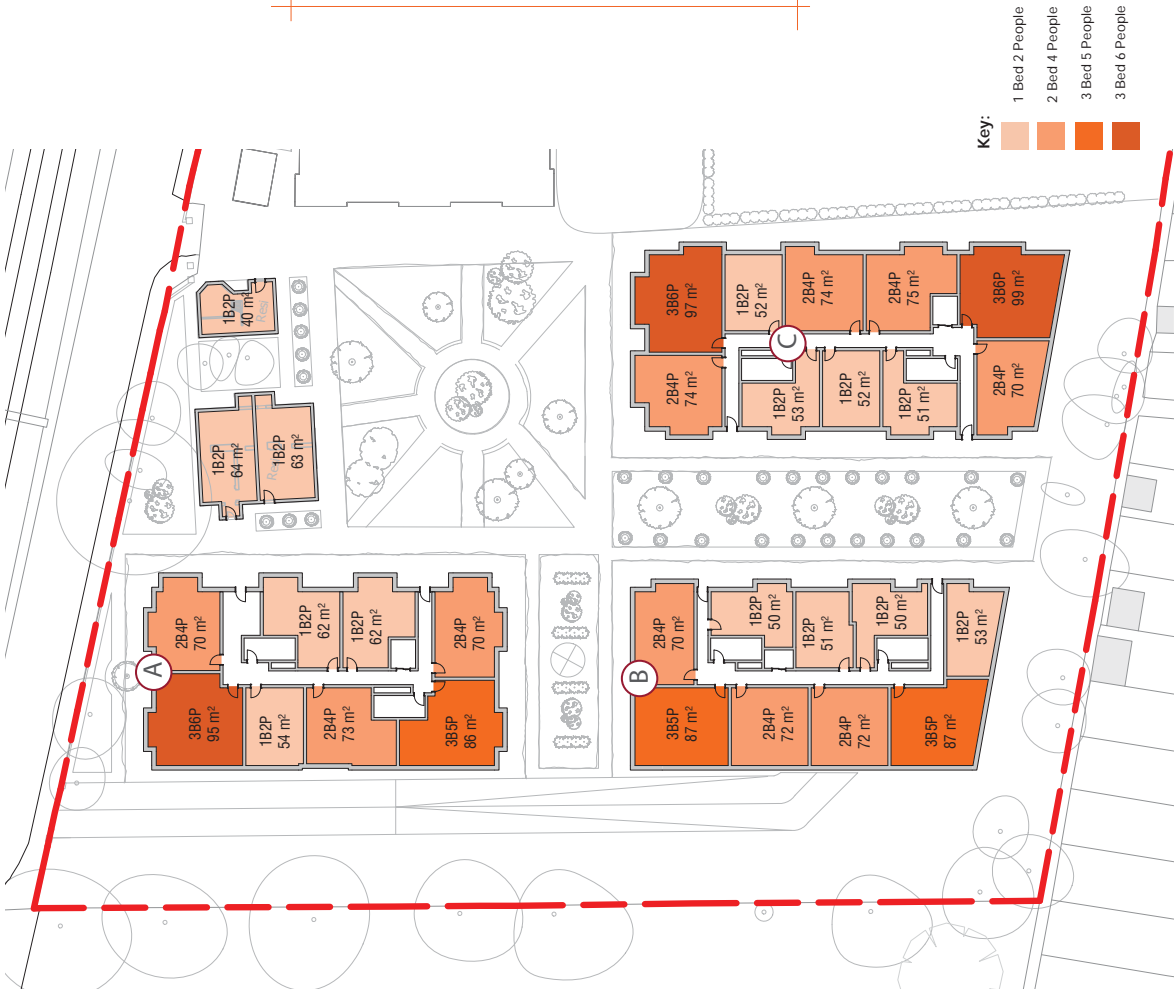 Key:
1 Bed 2 People
2 Bed 4 People
3 Bed 5 People
3 Bed 6 People
1B2P
40 m²
Resi
1B2P
64 m²
1B2P
63 m²
A
2B4P
70 m²
1B2P
62 m²
1B2P
62 m²
2B4P
70 m²
3B6P
95 m²
1B2P
54 m²
2B4P
73 m²
3B5P
86 m²
B
2B4P
70 m²
1B2P
50 m²
1B2P
51 m²
1B2P
50 m²
1B2P
53 m²
3B5P
87 m²
2B4P
72 m²
2B4P
72 m²
3B5P
87 m²
C
3B6P
97 m²
1B2P
52 m²
2B4P
74 m²
2B4P
75 m²
3B6P
99 m²
2B4P
74 m²
1B2P
53 m²
1B2P
52 m²
1B2P
51 m²
2B4P
70 m²